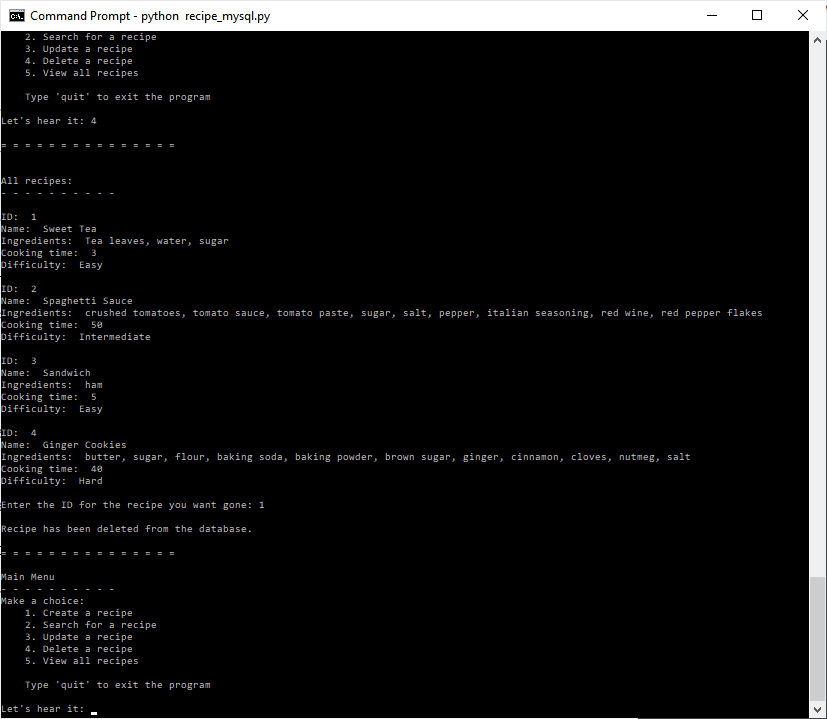 Command Prompt - python  recipe_mysql.py
    2. Search for a recipe
    3. Update a recipe
    4. Delete a recipe
    5. View all recipes
    Type 'quit' to exit the program
Let's hear it: 4
= = = = = = = = = = = = = = =
All recipes:
- - - - - - - - - -
ID:  1
Name:  Sweet Tea
Ingredients:  Tea leaves, water, sugar
Cooking time:  3
Difficulty:  Easy
ID:  2
Name:  Spaghetti Sauce
Ingredients:  crushed tomatoes, tomato sauce, tomato paste, sugar, salt, pepper, italian seasoning, red wine, red pepper flakes
Cooking time:  50
Difficulty:  Intermediate
ID:  3
Name:  Sandwich
Ingredients:  ham
Cooking time:  5
Difficulty:  Easy
ID:  4
Name:  Ginger Cookies
Ingredients:  butter, sugar, flour, baking soda, baking powder, brown sugar, ginger, cinnamon, cloves, nutmeg, salt
Cooking time:  40
Difficulty:  Hard
Enter the ID for the recipe you want gone: 1
Recipe has been deleted from the database.
= = = = = = = = = = = = = = =
Main Menu
- - - - - - - - - -
Make a choice:
    1. Create a recipe
    2. Search for a recipe
    3. Update a recipe
    4. Delete a recipe
    5. View all recipes
    Type 'quit' to exit the program
Let's hear it: